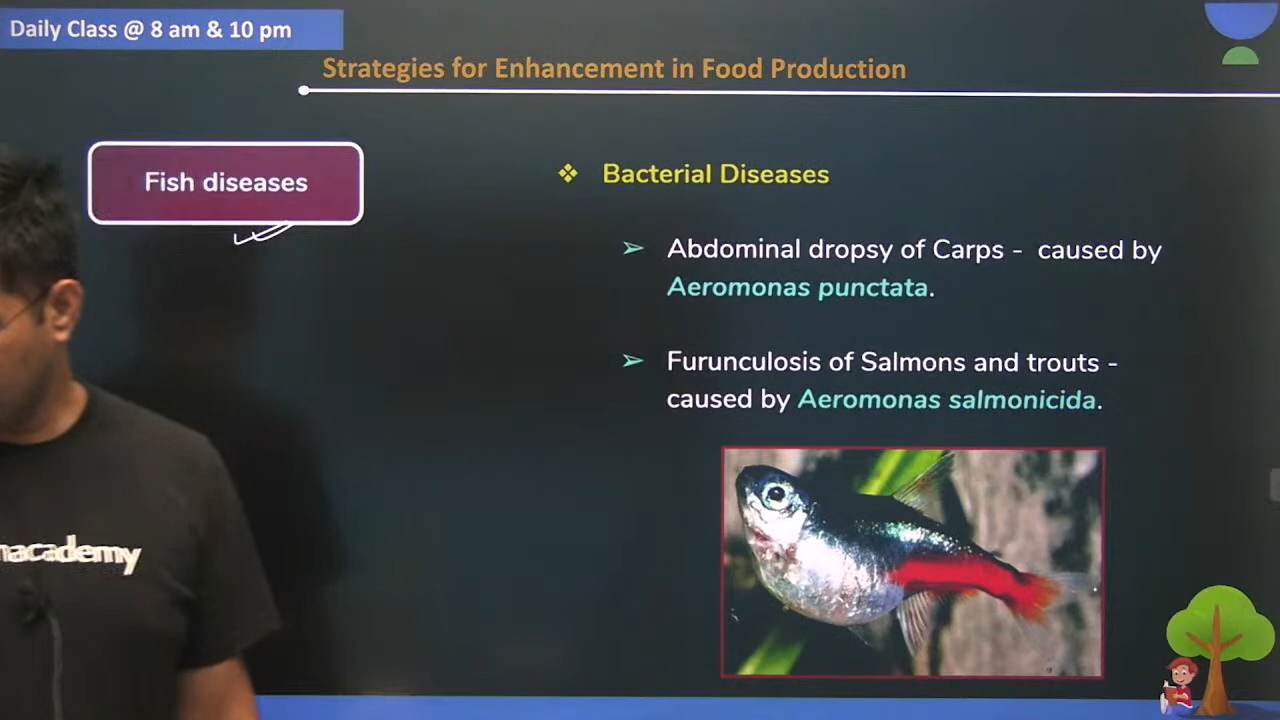 Daily Class @ 8 am & 10 pm
Strategies for Enhancement in Food Production
Fish diseases
❖ Bacterial Diseases
➢ Abdominal dropsy of Carps - caused by
Aeromonas punctata.
➢ Furunculosis of Salmons and trouts -
caused by Aeromonas salmonicida.
nacademy